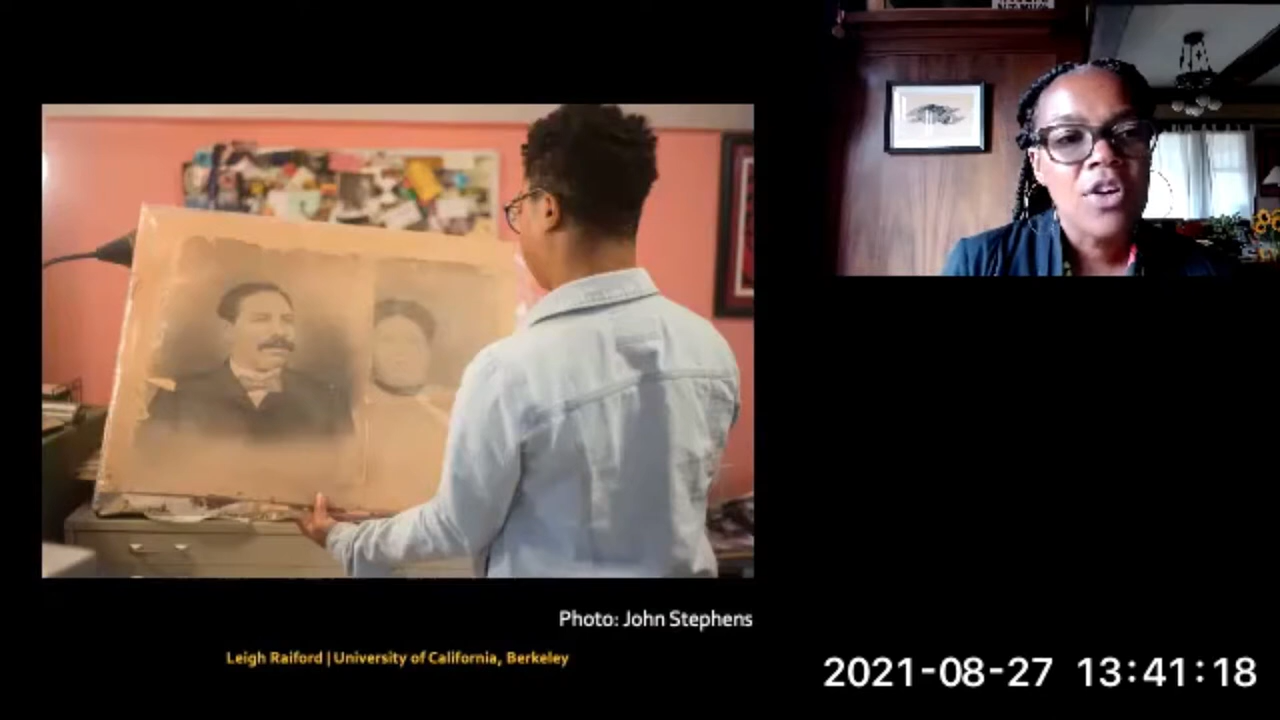 Photo: John Stephens
Leigh Raiford | University of California, Berkeley
2021-08-27 13:41:18